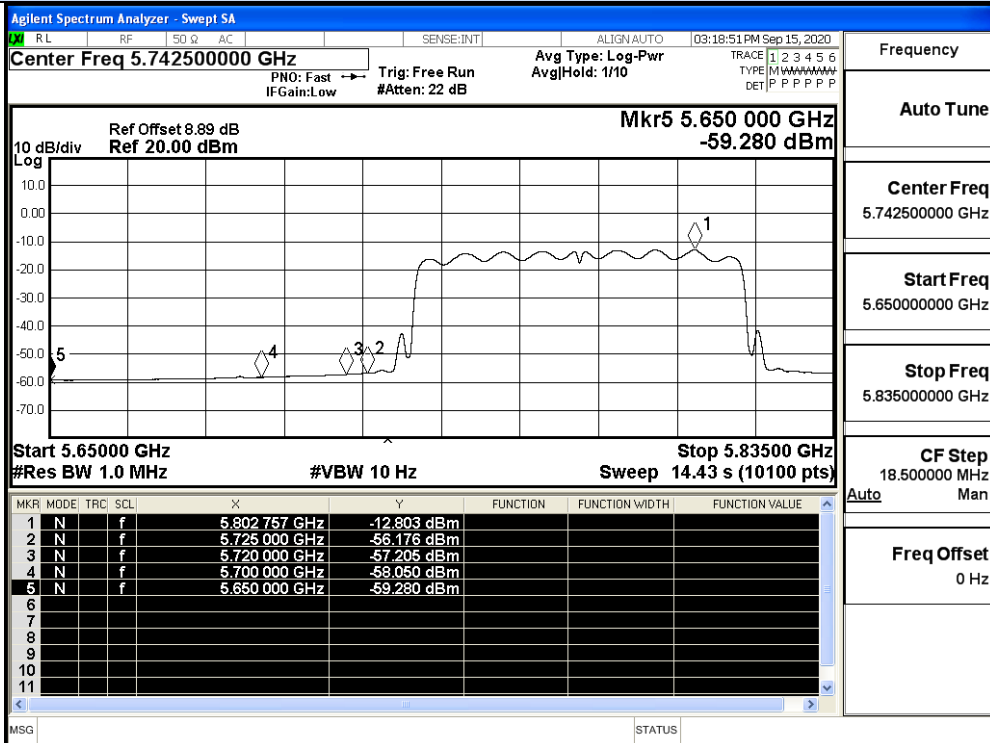 Agilent Spectrum Analyzer - Swept SA
LXI RL RF 50 Ω AC SENSE:INT ALIGN AUTO 03:18:51 PM Sep 15, 2020
Center Freq 5.742500000 GHz
PNO: Fast
IFGain:Low
Trig: Free Run
#Atten: 22 dB
Avg Type: Log-Pwr
Avg|Hold: 1/10
TRACE 1 2 3 4 5 6
TYPE M WWWWW
DET P P P P P P
Mkr5 5.650 000 GHz
-59.280 dBm
Ref Offset 8.89 dB
10 dB/div Ref 20.00 dBm
Log
10.0
0.00
-10.0
-20.0
-30.0
-40.0
-50.0
-60.0
-70.0
1
5
4
3
2
Start 5.65000 GHz Stop 5.83500 GHz
#Res BW 1.0 MHz #VBW 10 Hz Sweep 14.43 s (10100 pts)
MKR MODE TRC SCL X Y FUNCTION FUNCTION WIDTH FUNCTION VALUE
1 N f 5.802 757 GHz -12.803 dBm
2 N f 5.725 000 GHz -56.176 dBm
3 N f 5.720 000 GHz -57.205 dBm
4 N f 5.700 000 GHz -58.050 dBm
5 N f 5.650 000 GHz -59.280 dBm
6
7
8
9
10
11
MSG STATUS
Frequency
Auto Tune
Center Freq
5.742500000 GHz
Start Freq
5.650000000 GHz
Stop Freq
5.835000000 GHz
CF Step
18.500000 MHz
Auto Man
Freq Offset
0 Hz